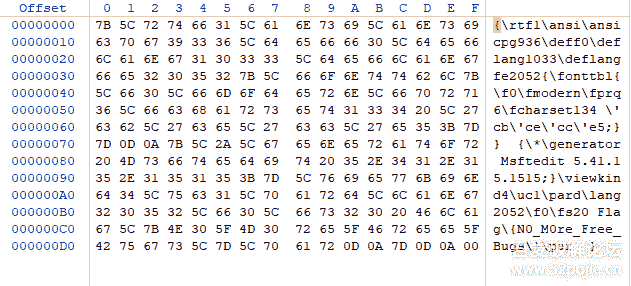 Offset 0 1 2 3 4 5 6 7 8 9 A B C D E F
00000000 7B 5C 72 74 66 31 5C 61 6E 73 69 5C 61 6E 73 69 {\rtf1\ansi\ansi
00000010 63 70 67 39 33 36 5C 64 65 66 66 30 5C 64 65 66 cpg936\deff0\def
00000020 6C 61 6E 67 31 30 33 33 5C 64 65 66 6C 61 6E 67 lang1033\deflang
00000030 66 65 32 30 35 32 7B 5C 66 6F 6E 74 74 62 6C 7B fe2052{\fonttbl{
00000040 5C 66 30 5C 66 6D 6F 64 65 72 6E 5C 66 70 72 71 \f0\fmodern\fprq
00000050 36 5C 66 63 68 61 72 73 65 74 31 33 34 20 5C 27 6\fcharset134 \'
00000060 63 62 5C 27 63 65 5C 27 63 63 5C 27 65 35 3B 7D cb\'ce\'cc\'e5;}
00000070 7D 0D 0A 7B 5C 2A 5C 67 65 6E 65 72 61 74 6F 72 } {\*\generator
00000080 20 4D 73 66 74 65 64 69 74 20 35 2E 34 31 2E 31 Msftedit 5.41.1
00000090 35 2E 31 35 31 35 3B 7D 5C 76 69 65 77 6B 69 6E 5.1515;}\viewkin
000000A0 64 34 5C 75 63 31 5C 70 61 72 64 5C 6C 61 6E 67 d4\uc1\pard\lang
000000B0 32 30 35 32 5C 66 30 5C 66 73 32 30 20 46 6C 61 2052\f0\fs20 Fla
000000C0 67 5C 7B 4E 30 5F 4D 30 72 65 5F 46 72 65 65 5F g\{N0_M0re_Free_
000000D0 42 75 67 73 5C 7D 5C 70 61 72 0D 0A 7D 0D 0A 00 Bugs\}\par }